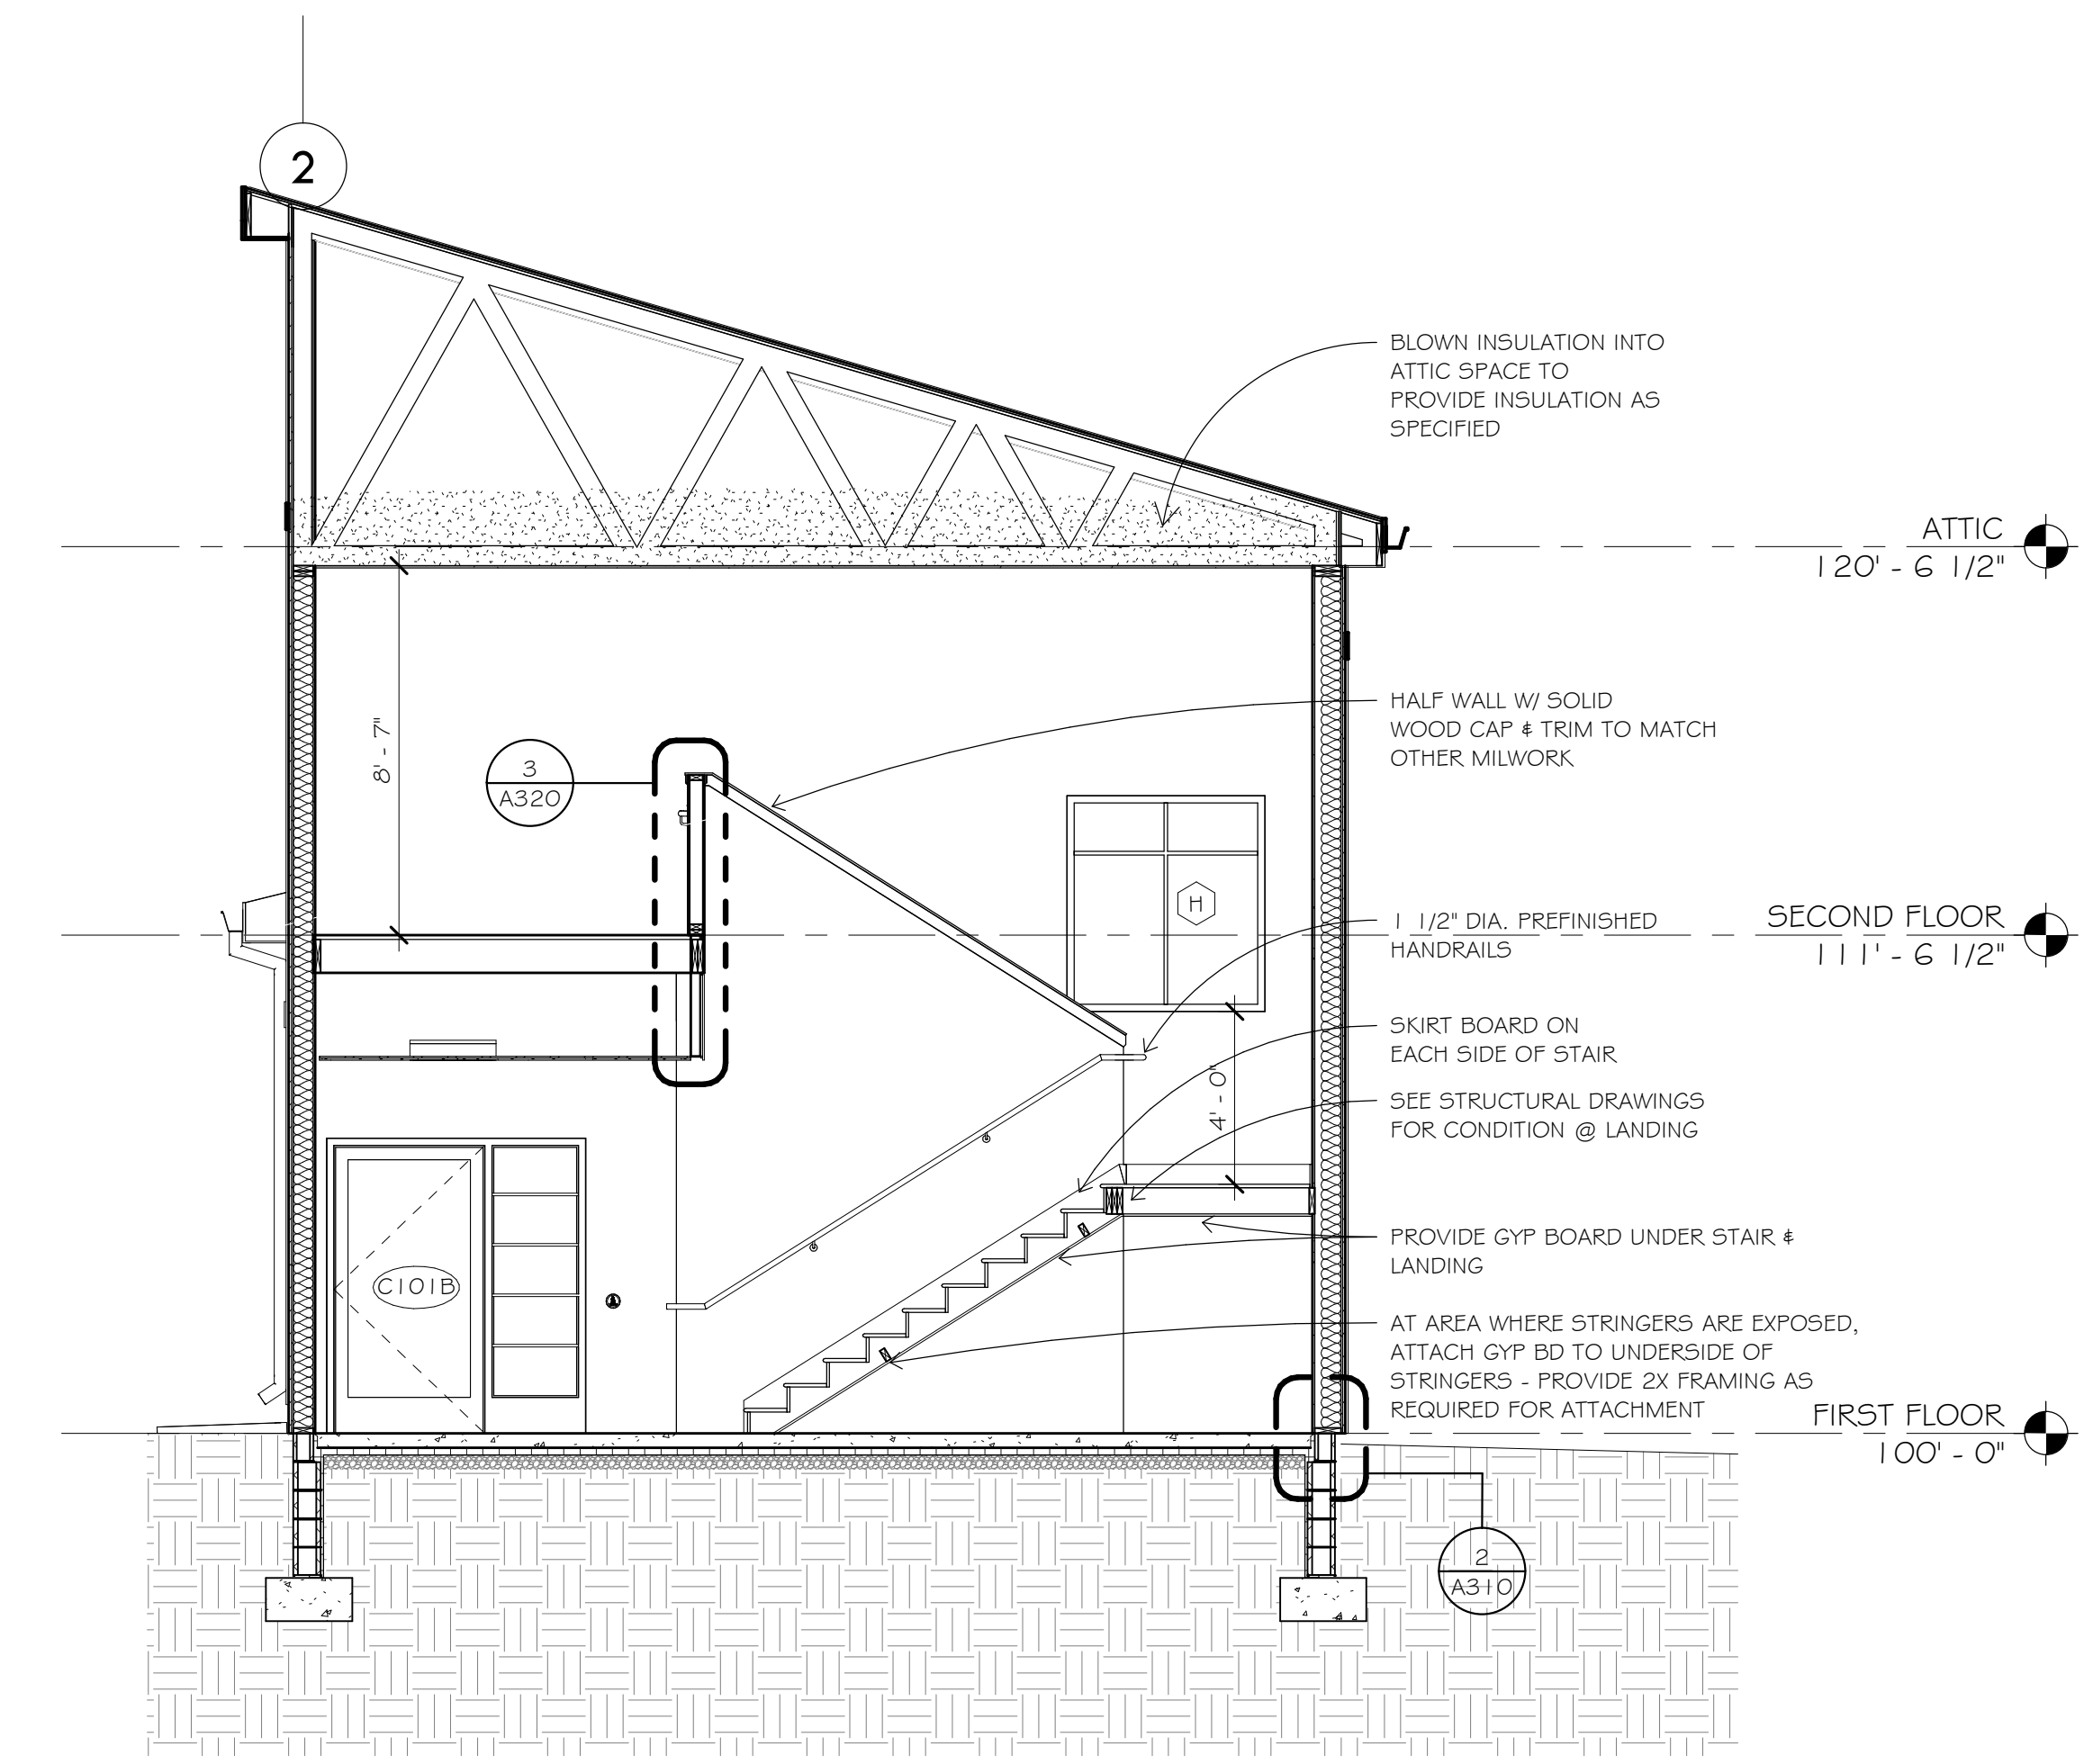 2
BLOWN INSULATION INTO
ATTIC SPACE TO
PROVIDE INSULATION AS
SPECIFIED
ATTIC
120' - 6 1/2"
8' - 7"
HALF WALL W/ SOLID
WOOD CAP & TRIM TO MATCH
OTHER MILWORK
3
A320
H
1 1/2" DIA. PREFINISHED
HANDRAILS
SECOND FLOOR
111' - 6 1/2"
SKIRT BOARD ON
EACH SIDE OF STAIR
4' - 0"
SEE STRUCTURAL DRAWINGS
FOR CONDITION @ LANDING
PROVIDE GYP BOARD UNDER STAIR &
LANDING
C101B
AT AREA WHERE STRINGERS ARE EXPOSED,
ATTACH GYP BD TO UNDERSIDE OF
STRINGERS - PROVIDE 2X FRAMING AS
REQUIRED FOR ATTACHMENT
FIRST FLOOR
100' - 0"
2
A310